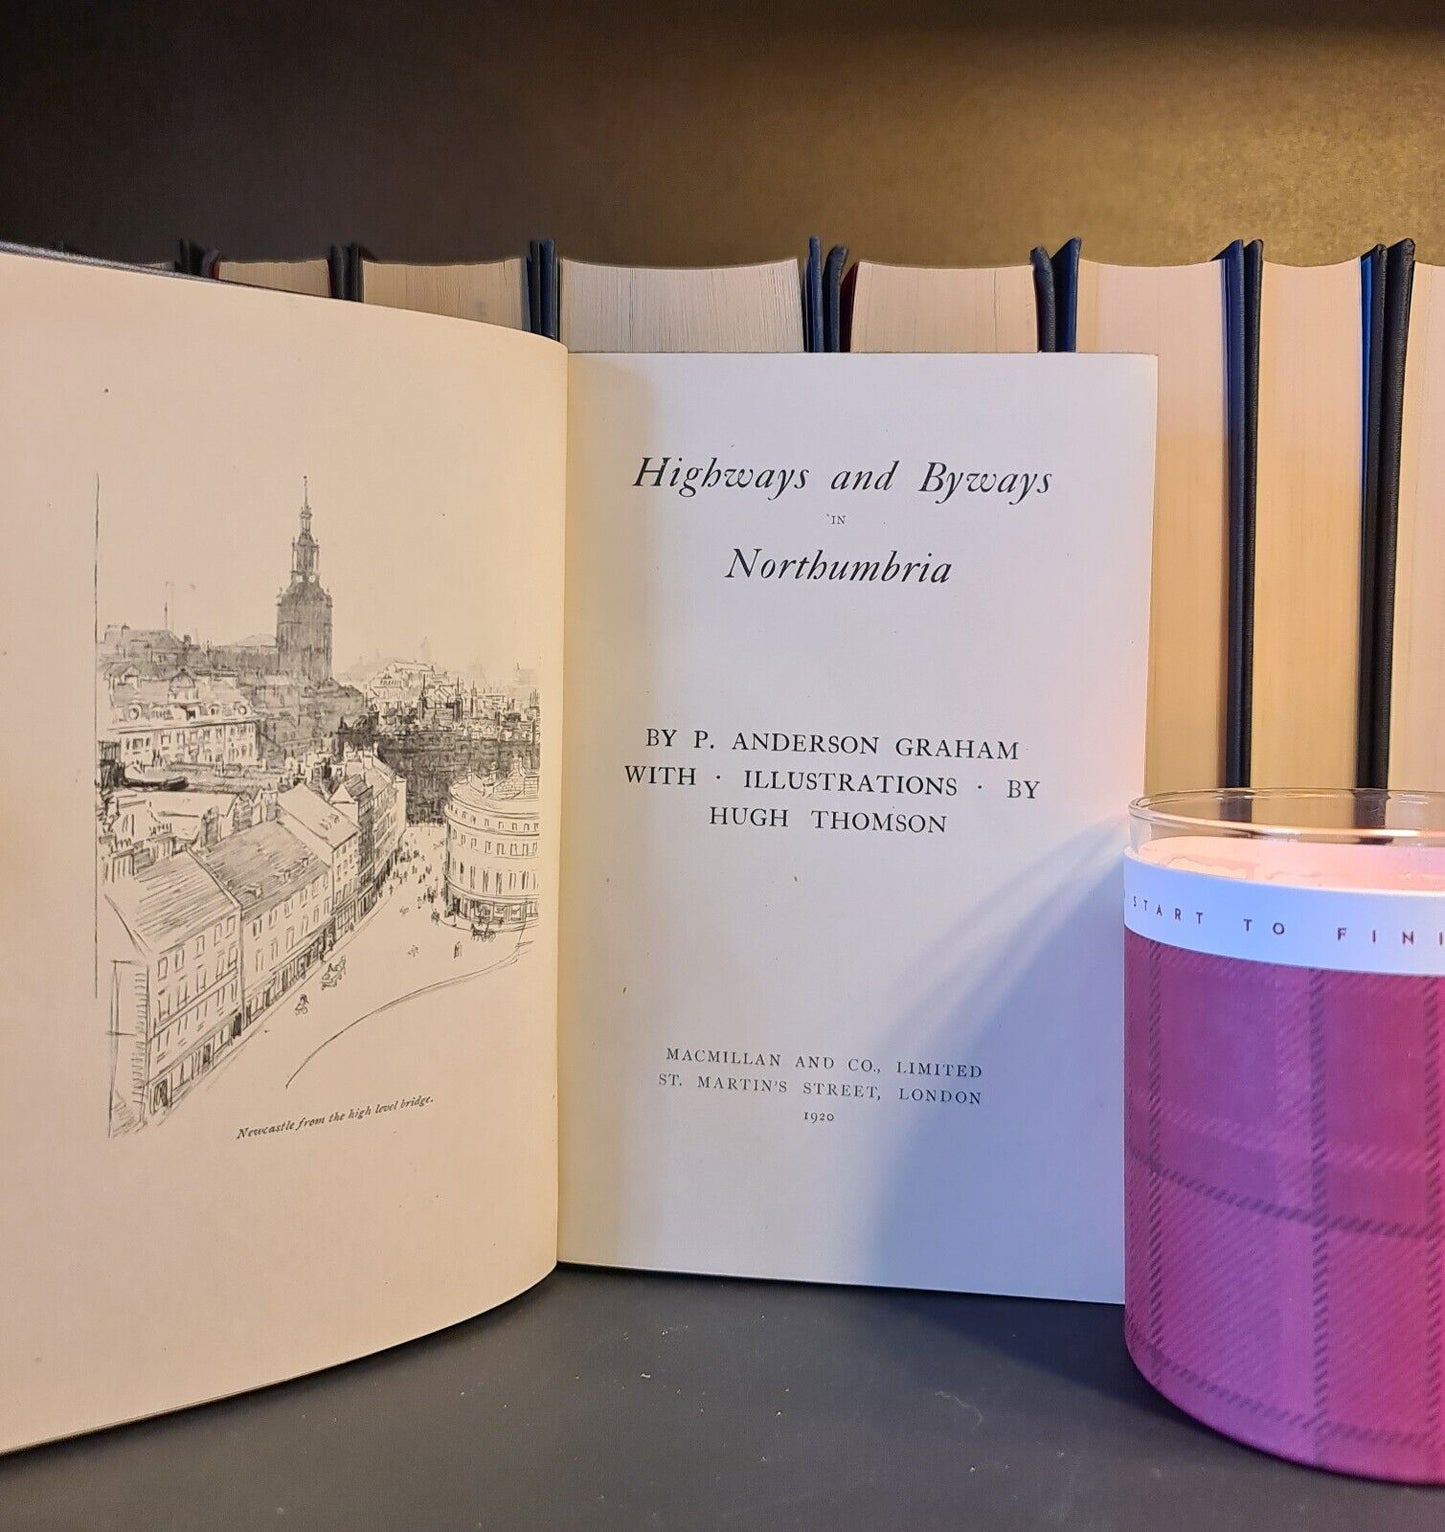 Newcastle from the high level bridge.
Highways and Byways
IN
Northumbria
BY P. ANDERSON GRAHAM
WITH · ILLUSTRATIONS · BY
HUGH THOMSON
MACMILLAN AND CO., LIMITED
ST. MARTIN'S STREET, LONDON
1920
START TO FINI